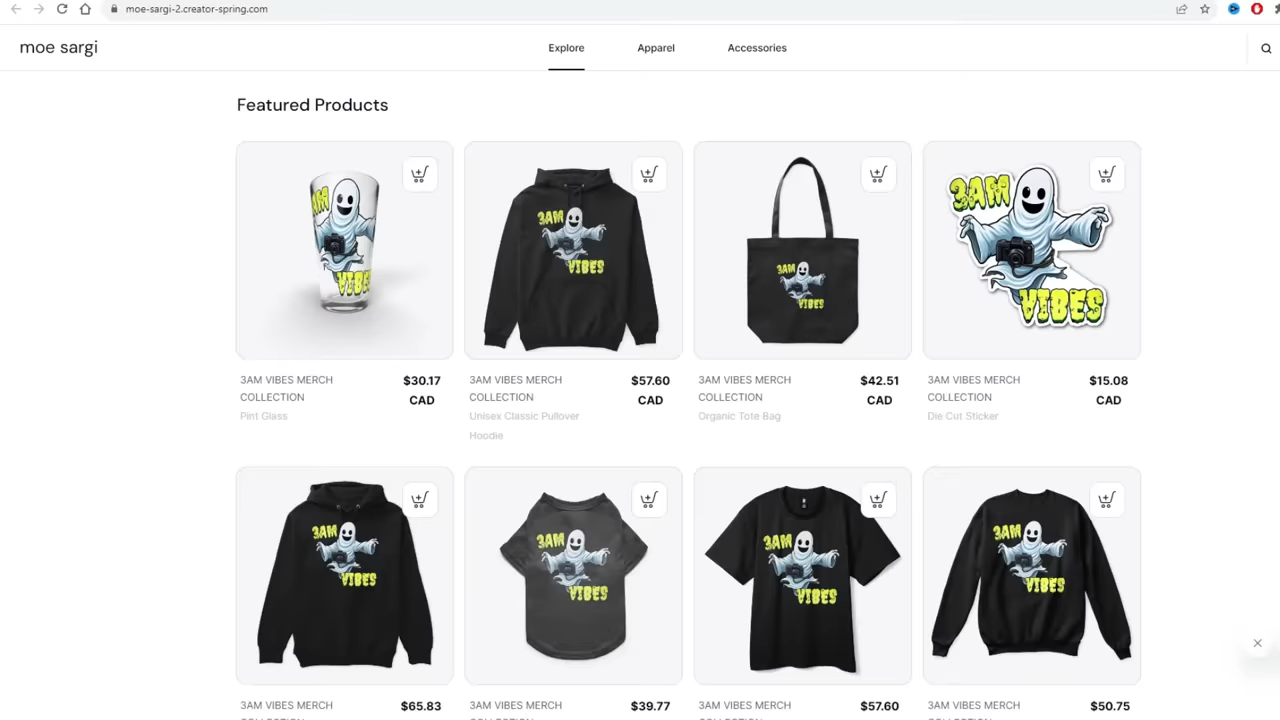 moe-sargi-2.creator-spring.com
moe sargi
Explore
Apparel
Accessories
Featured Products
3AM
VIBES
3AM
VIBES
3AM
VIBES
3AM
VIBES
3AM VIBES MERCH
COLLECTION
Pint Glass
$30.17
CAD
3AM VIBES MERCH
COLLECTION
Unisex Classic Pullover
Hoodie
$57.60
CAD
3AM VIBES MERCH
COLLECTION
Organic Tote Bag
$42.51
CAD
3AM VIBES MERCH
COLLECTION
Die Cut Sticker
$15.08
CAD
3AM
VIBES
3AM
VIBES
3AM
VIBES
3AM
VIBES
3AM VIBES MERCH
COLLECTION
$65.83
3AM VIBES MERCH
COLLECTION
$39.77
3AM VIBES MERCH
COLLECTION
$57.60
3AM VIBES MERCH
COLLECTION
$50.75